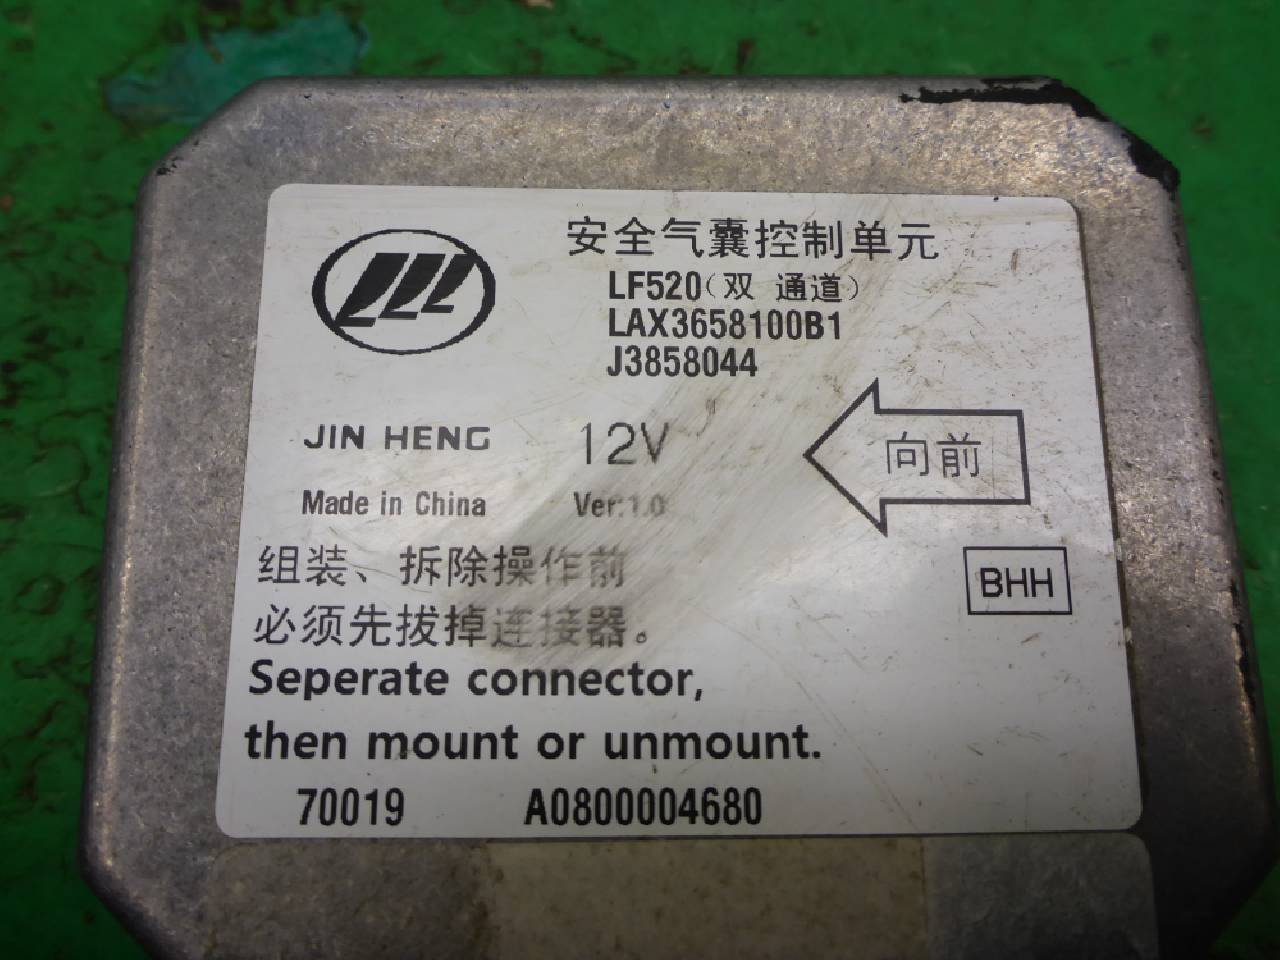 安全气囊控制单元
LF520(双 通道)
LAX3658100B1
J3858044
JIN HENG 12V
向前
Made in China Ver:1.0
BHH
组装、拆除操作前
必须先拔掉连接器。
Seperate connector,
then mount or unmount.
70019 A0800004680